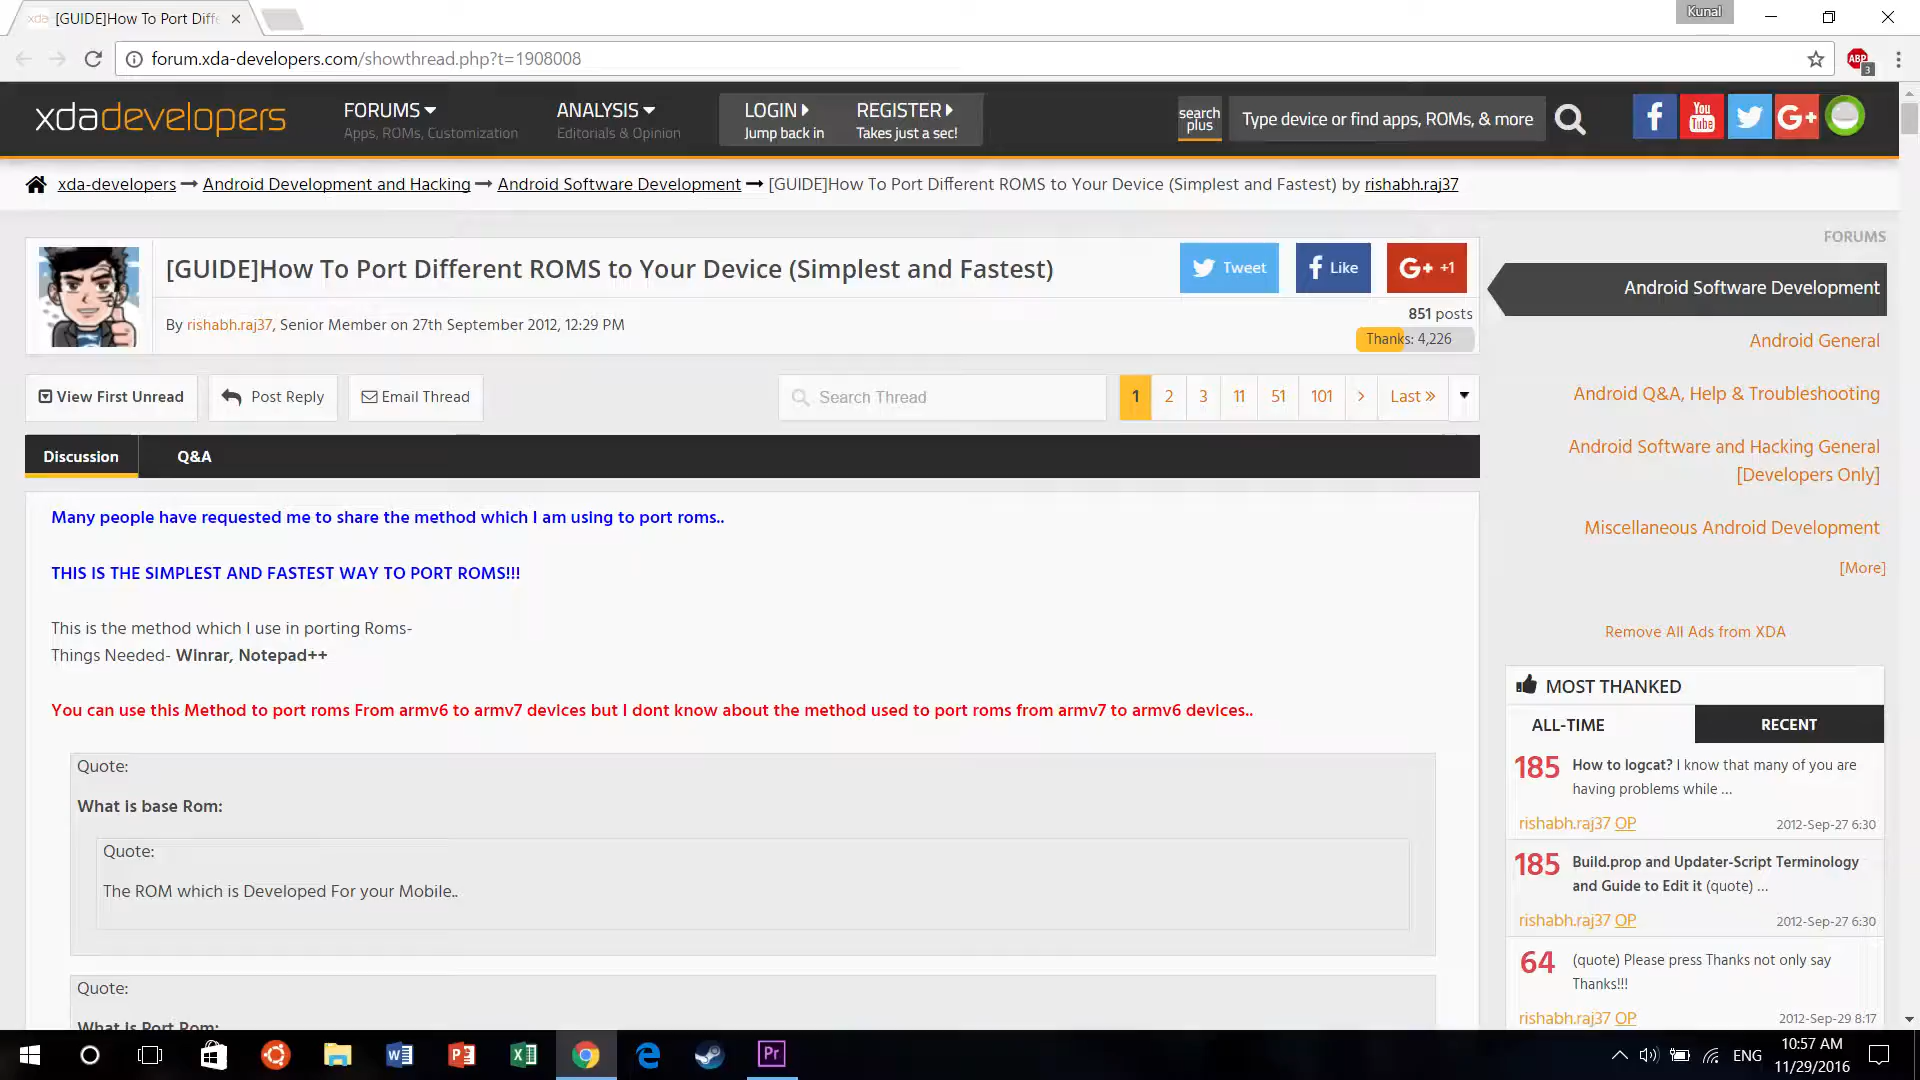 xda [GUIDE]How To Port Diffe
Kunal
forum.xda-developers.com/showthread.php?t=1908008
ABP
3
xdadevelopers
FORUMS
Apps, ROMs, Customization
ANALYSIS
Editorials & Opinion
LOGIN
Jump back in
REGISTER
Takes just a sec!
search
plus
Type device or find apps, ROMs, & more
You
Tube
G+
xda-developers → Android Development and Hacking → Android Software Development → [GUIDE]How To Port Different ROMS to Your Device (Simplest and Fastest) by rishabh.raj37
[GUIDE]How To Port Different ROMS to Your Device (Simplest and Fastest)
Tweet
Like
G+ +1
By rishabh.raj37, Senior Member on 27th September 2012, 12:29 PM
851 posts
Thanks: 4,226
View First Unread
Post Reply
Email Thread
Search Thread
1 2 3 11 51 101 > Last »
Discussion
Q&A
Many people have requested me to share the method which I am using to port roms..
THIS IS THE SIMPLEST AND FASTEST WAY TO PORT ROMS!!!
This is the method which I use in porting Roms-
Things Needed- Winrar, Notepad++
You can use this Method to port roms From armv6 to armv7 devices but I dont know about the method used to port roms from armv7 to armv6 devices..
Quote:
What is base Rom:
Quote:
The ROM which is Developed For your Mobile..
Quote:
What is Port Rom:
FORUMS
Android Software Development
Android General
Android Q&A, Help & Troubleshooting
Android Software and Hacking General
[Developers Only]
Miscellaneous Android Development
[More]
Remove All Ads from XDA
MOST THANKED
ALL-TIME
RECENT
185 How to logcat? I know that many of you are
having problems while ...
rishabh.raj37 OP 2012-Sep-27 6:30
185 Build.prop and Updater-Script Terminology
and Guide to Edit it (quote) ...
rishabh.raj37 OP 2012-Sep-27 6:30
64 (quote) Please press Thanks not only say
Thanks!!!
rishabh.raj37 OP 2012-Sep-29 8:17
Pr
ENG
10:57 AM
11/29/2016